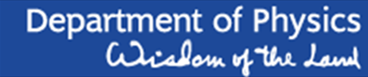 Department of Physics
Wisdom of the Land